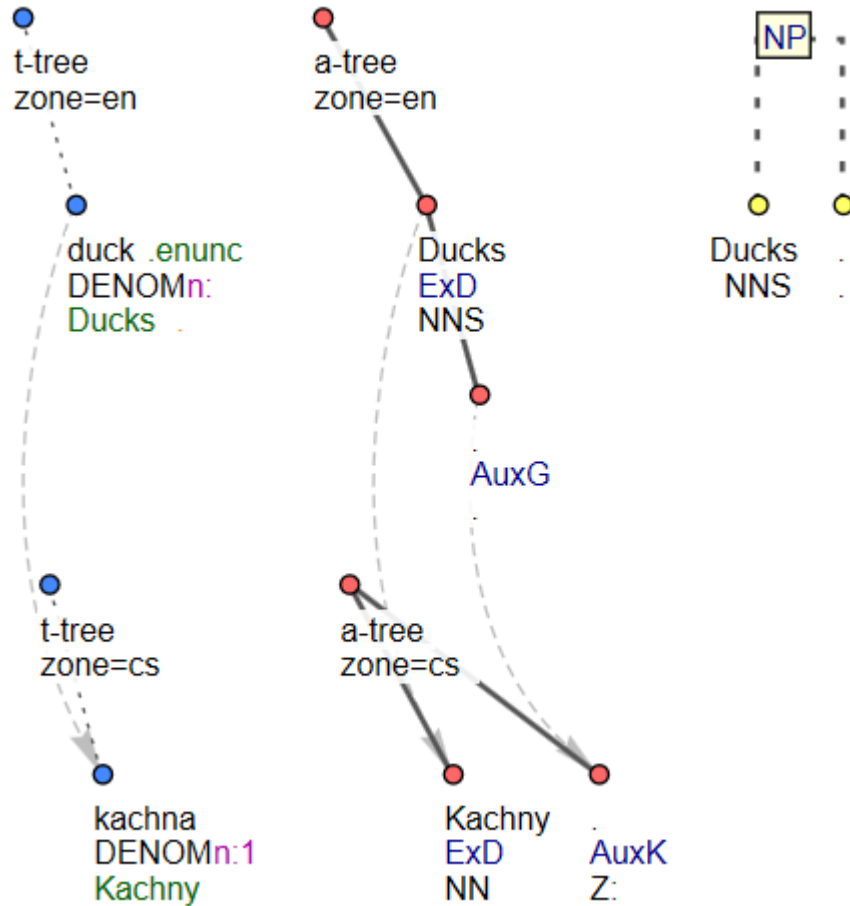 t-tree
zone=en
a-tree
zone=en
NP
duck .enunc
DENOMn:
Ducks .
Ducks
ExD
NNS
Ducks .
NNS .
.
AuxG
.
t-tree
zone=cs
a-tree
zone=cs
kachna
DENOMn:1
Kachny
Kachny .
ExD AuxK
NN Z: